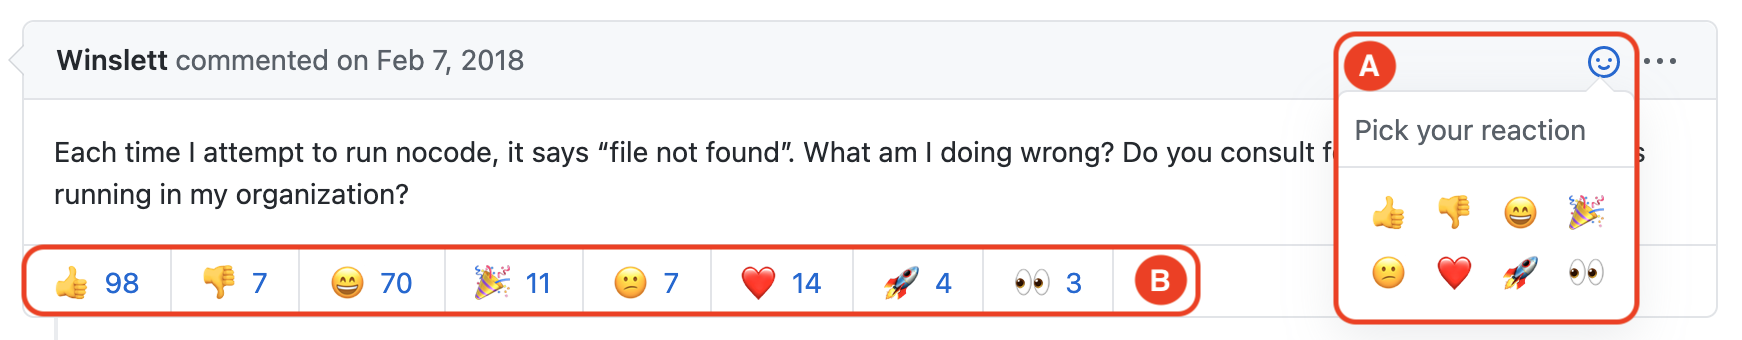 Winslett commented on Feb 7, 2018
A
Pick your reaction
Each time I attempt to run nocode, it says “file not found”. What am I doing wrong? Do you consult
running in my organization?
98 7 70 11 7 14 4 3 B